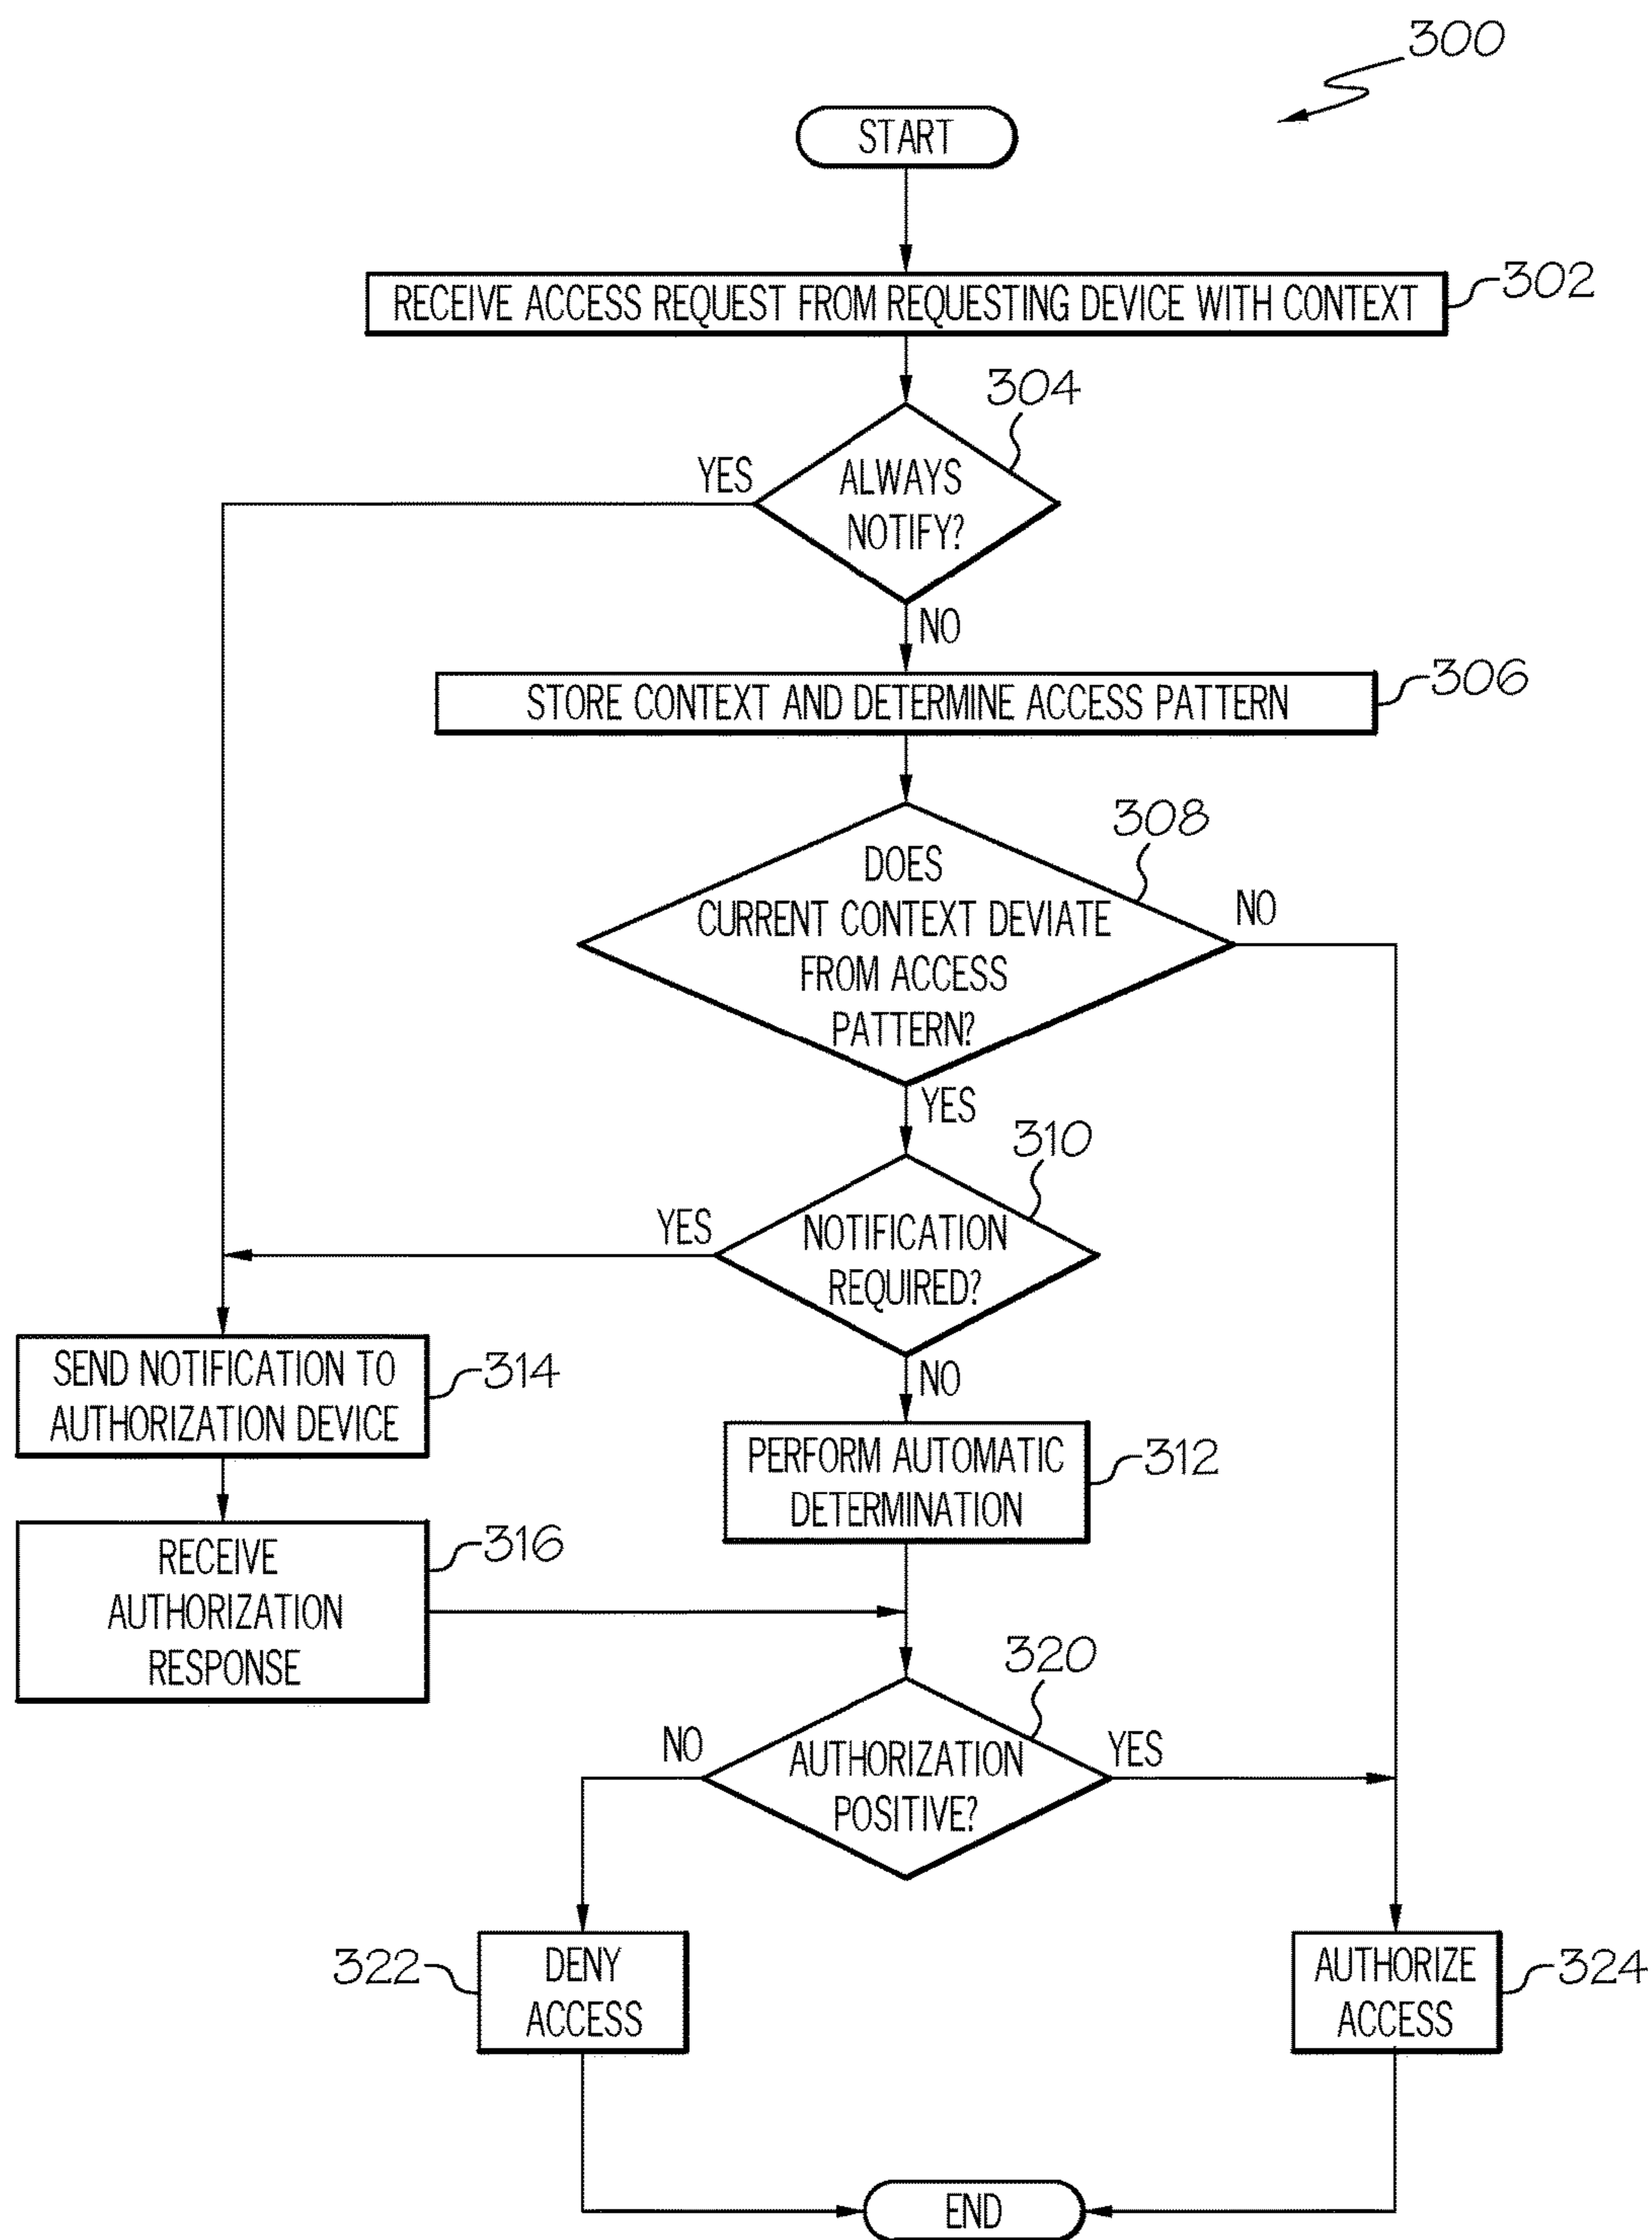 300
START
RECEIVE ACCESS REQUEST FROM REQUESTING DEVICE WITH CONTEXT
302
304
YES
ALWAYS
NOTIFY?
NO
STORE CONTEXT AND DETERMINE ACCESS PATTERN
306
308
DOES
CURRENT CONTEXT DEVIATE
FROM ACCESS
PATTERN?
NO
YES
310
YES
NOTIFICATION
REQUIRED?
NO
SEND NOTIFICATION TO
AUTHORIZATION DEVICE
314
PERFORM AUTOMATIC
DETERMINATION
312
RECEIVE
AUTHORIZATION
RESPONSE
316
320
NO
AUTHORIZATION
POSITIVE?
YES
322
DENY
ACCESS
AUTHORIZE
ACCESS
324
END